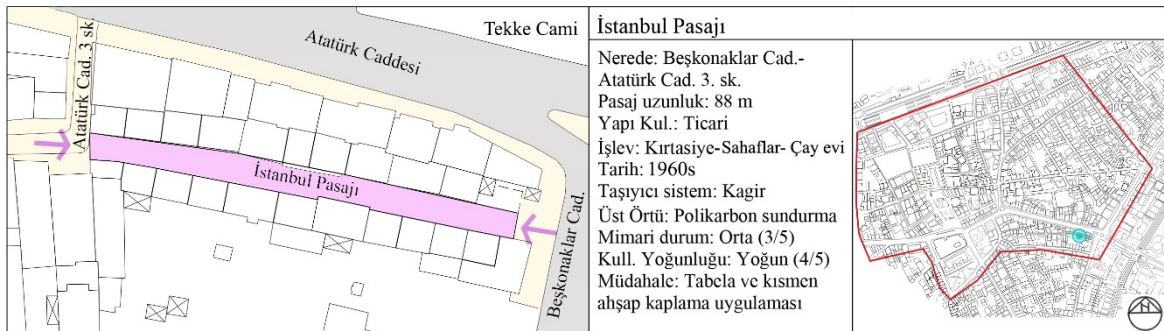 Tekke Cami
Atatürk Caddesi
Atatürk Cad. 3 sk.
İstanbul Pasajı
Beşkonaklar Cad.
İstanbul Pasajı
Nerede: Beşkonaklar Cad.-
Atatürk Cad. 3. sk.
Pasaj uzunluk: 88 m
Yapı Kul.: Ticari
İşlev: Kırtasiye-Sahaflar- Çay evi
Tarih: 1960s
Taşıyıcı sistem: Kagir
Üst Örtü: Polikarbon sundurma
Mimari durum: Orta (3/5)
Kull. Yoğunluğu: Yoğun (4/5)
Müdahale: Tabela ve kısmen
ahşap kaplama uygulaması